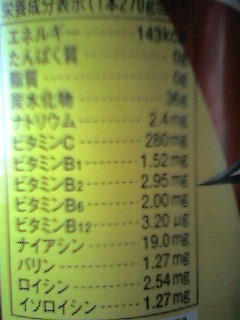 栄養成分表示(1本270g
エネルギー 143kcal
たんぱく質 0g
脂質 0g
炭水化物 36g
ナトリウム 2.4mg
ビタミンC 280mg
ビタミンB1 1.52mg
ビタミンB2 2.95mg
ビタミンB6 2.00mg
ビタミンB12 3.20μg
ナイアシン 19.0mg
バリン 1.27mg
ロイシン 2.54mg
イソロイシン 1.27mg